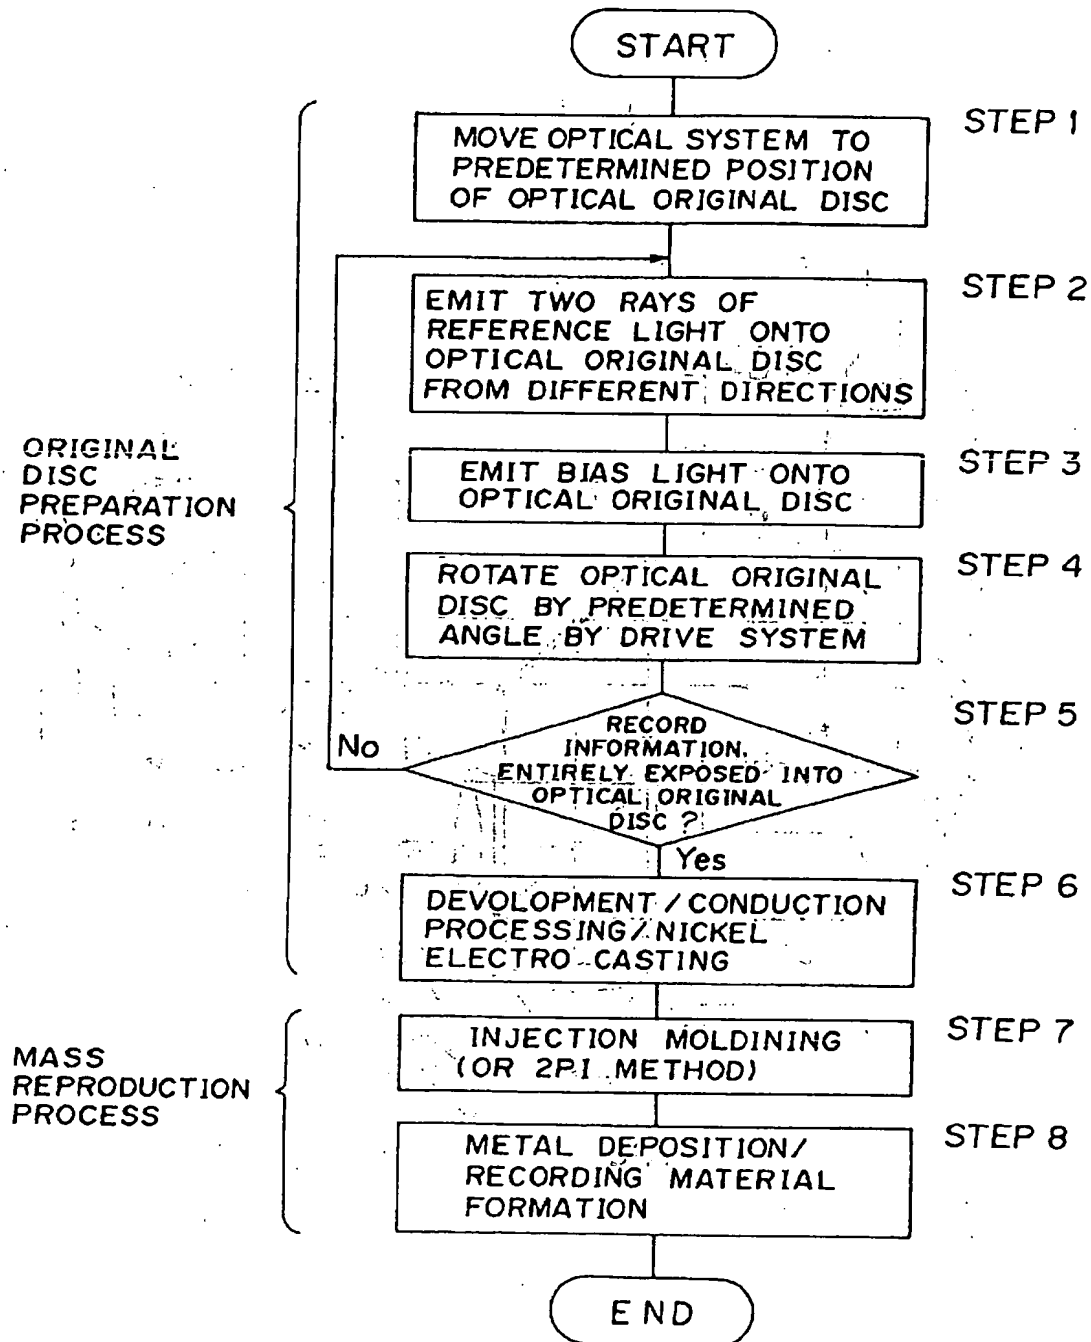 START
STEP 1
MOVE OPTICAL SYSTEM TO
PREDETERMINED POSITION
OF OPTICAL ORIGINAL DISC
STEP 2
EMIT TWO RAYS OF
REFERENCE LIGHT ONTO
OPTICAL ORIGINAL DISC
FROM DIFFERENT DIRECTIONS
ORIGINAL
DISC
PREPARATION
PROCESS
STEP 3
EMIT BIAS LIGHT ONTO
OPTICAL ORIGINAL DISC
STEP 4
ROTATE OPTICAL ORIGINAL
DISC BY PREDETERMINED
ANGLE BY DRIVE SYSTEM
STEP 5
No
RECORD
INFORMATION.
ENTIRELY EXPOSED INTO
OPTICAL ORIGINAL
DISC ?
Yes
STEP 6
DEVOLOPMENT / CONDUCTION
PROCESSING / NICKEL
ELECTRO CASTING
MASS
REPRODUCTION
PROCESS
STEP 7
INJECTION MOLDINING
(OR 2P.I METHOD)
STEP 8
METAL DEPOSITION/
RECORDING MATERIAL
FORMATION
END